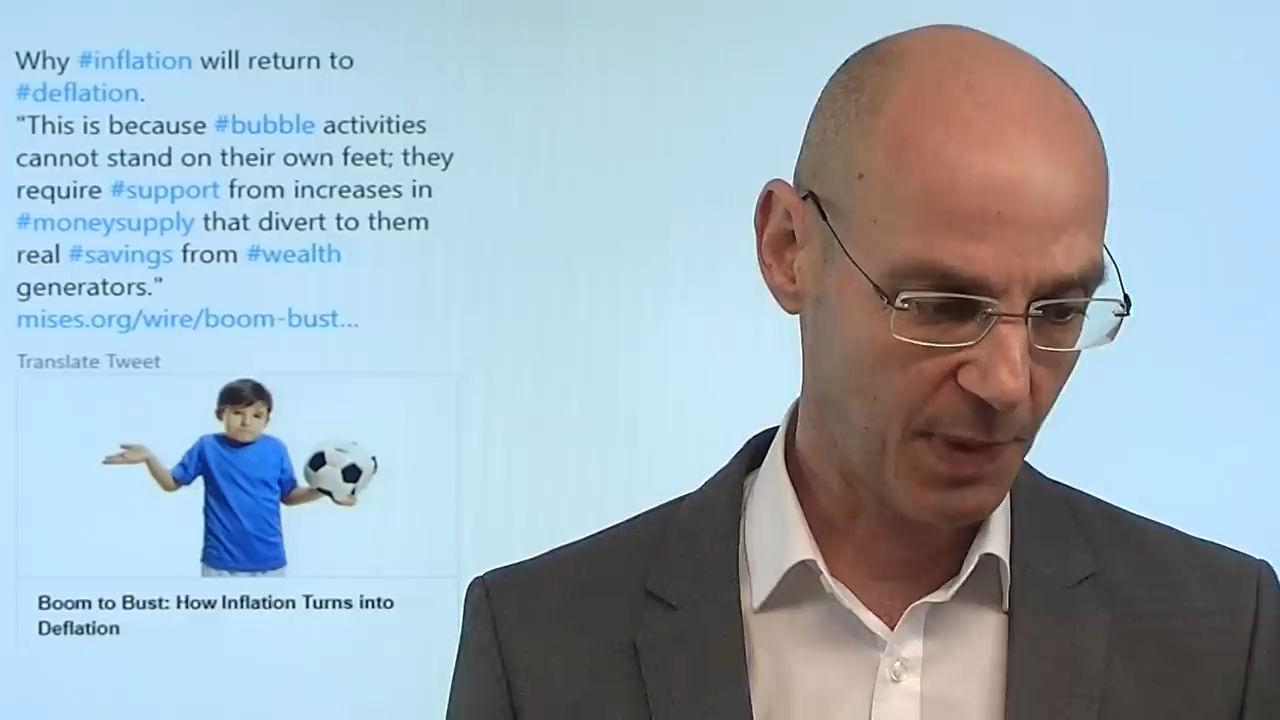 Why #inflation will return to
#deflation.
"This is because #bubble activities
cannot stand on their own feet; they
require #support from increases in
#moneysupply that divert to them
real #savings from #wealth
generators."
mises.org/wire/boom-bust...
Translate Tweet
Boom to Bust: How Inflation Turns into
Deflation